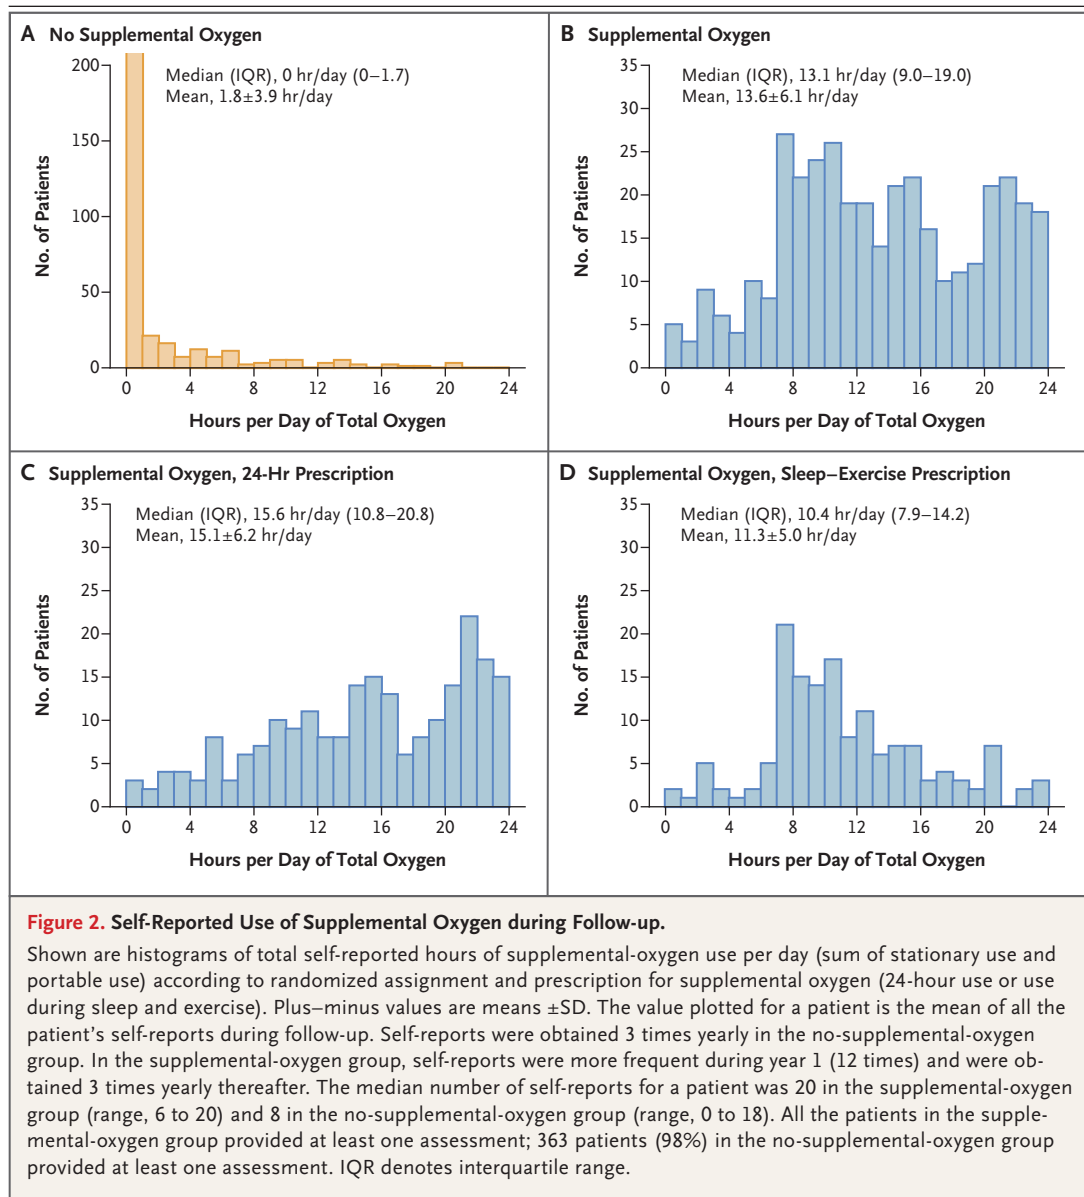 A No Supplemental Oxygen
Median (IQR), 0 hr/day (0–1.7)
Mean, 1.8±3.9 hr/day
No. of Patients
200
150
100
50
0
0 4 8 12 16 20 24
Hours per Day of Total Oxygen
B Supplemental Oxygen
Median (IQR), 13.1 hr/day (9.0–19.0)
Mean, 13.6±6.1 hr/day
No. of Patients
35
30
25
20
15
10
5
0
0 4 8 12 16 20 24
Hours per Day of Total Oxygen
C Supplemental Oxygen, 24-Hr Prescription
Median (IQR), 15.6 hr/day (10.8–20.8)
Mean, 15.1±6.2 hr/day
No. of Patients
35
30
25
20
15
10
5
0
0 4 8 12 16 20 24
Hours per Day of Total Oxygen
D Supplemental Oxygen, Sleep–Exercise Prescription
Median (IQR), 10.4 hr/day (7.9–14.2)
Mean, 11.3±5.0 hr/day
No. of Patients
35
30
25
20
15
10
5
0
0 4 8 12 16 20 24
Hours per Day of Total Oxygen
Figure 2. Self-Reported Use of Supplemental Oxygen during Follow-up.
Shown are histograms of total self-reported hours of supplemental-oxygen use per day (sum of stationary use and
portable use) according to randomized assignment and prescription for supplemental oxygen (24-hour use or use
during sleep and exercise). Plus–minus values are means ±SD. The value plotted for a patient is the mean of all the
patient's self-reports during follow-up. Self-reports were obtained 3 times yearly in the no-supplemental-oxygen
group. In the supplemental-oxygen group, self-reports were more frequent during year 1 (12 times) and were ob-
tained 3 times yearly thereafter. The median number of self-reports for a patient was 20 in the supplemental-oxygen
group (range, 6 to 20) and 8 in the no-supplemental-oxygen group (range, 0 to 18). All the patients in the supple-
mental-oxygen group provided at least one assessment; 363 patients (98%) in the no-supplemental-oxygen group
provided at least one assessment. IQR denotes interquartile range.